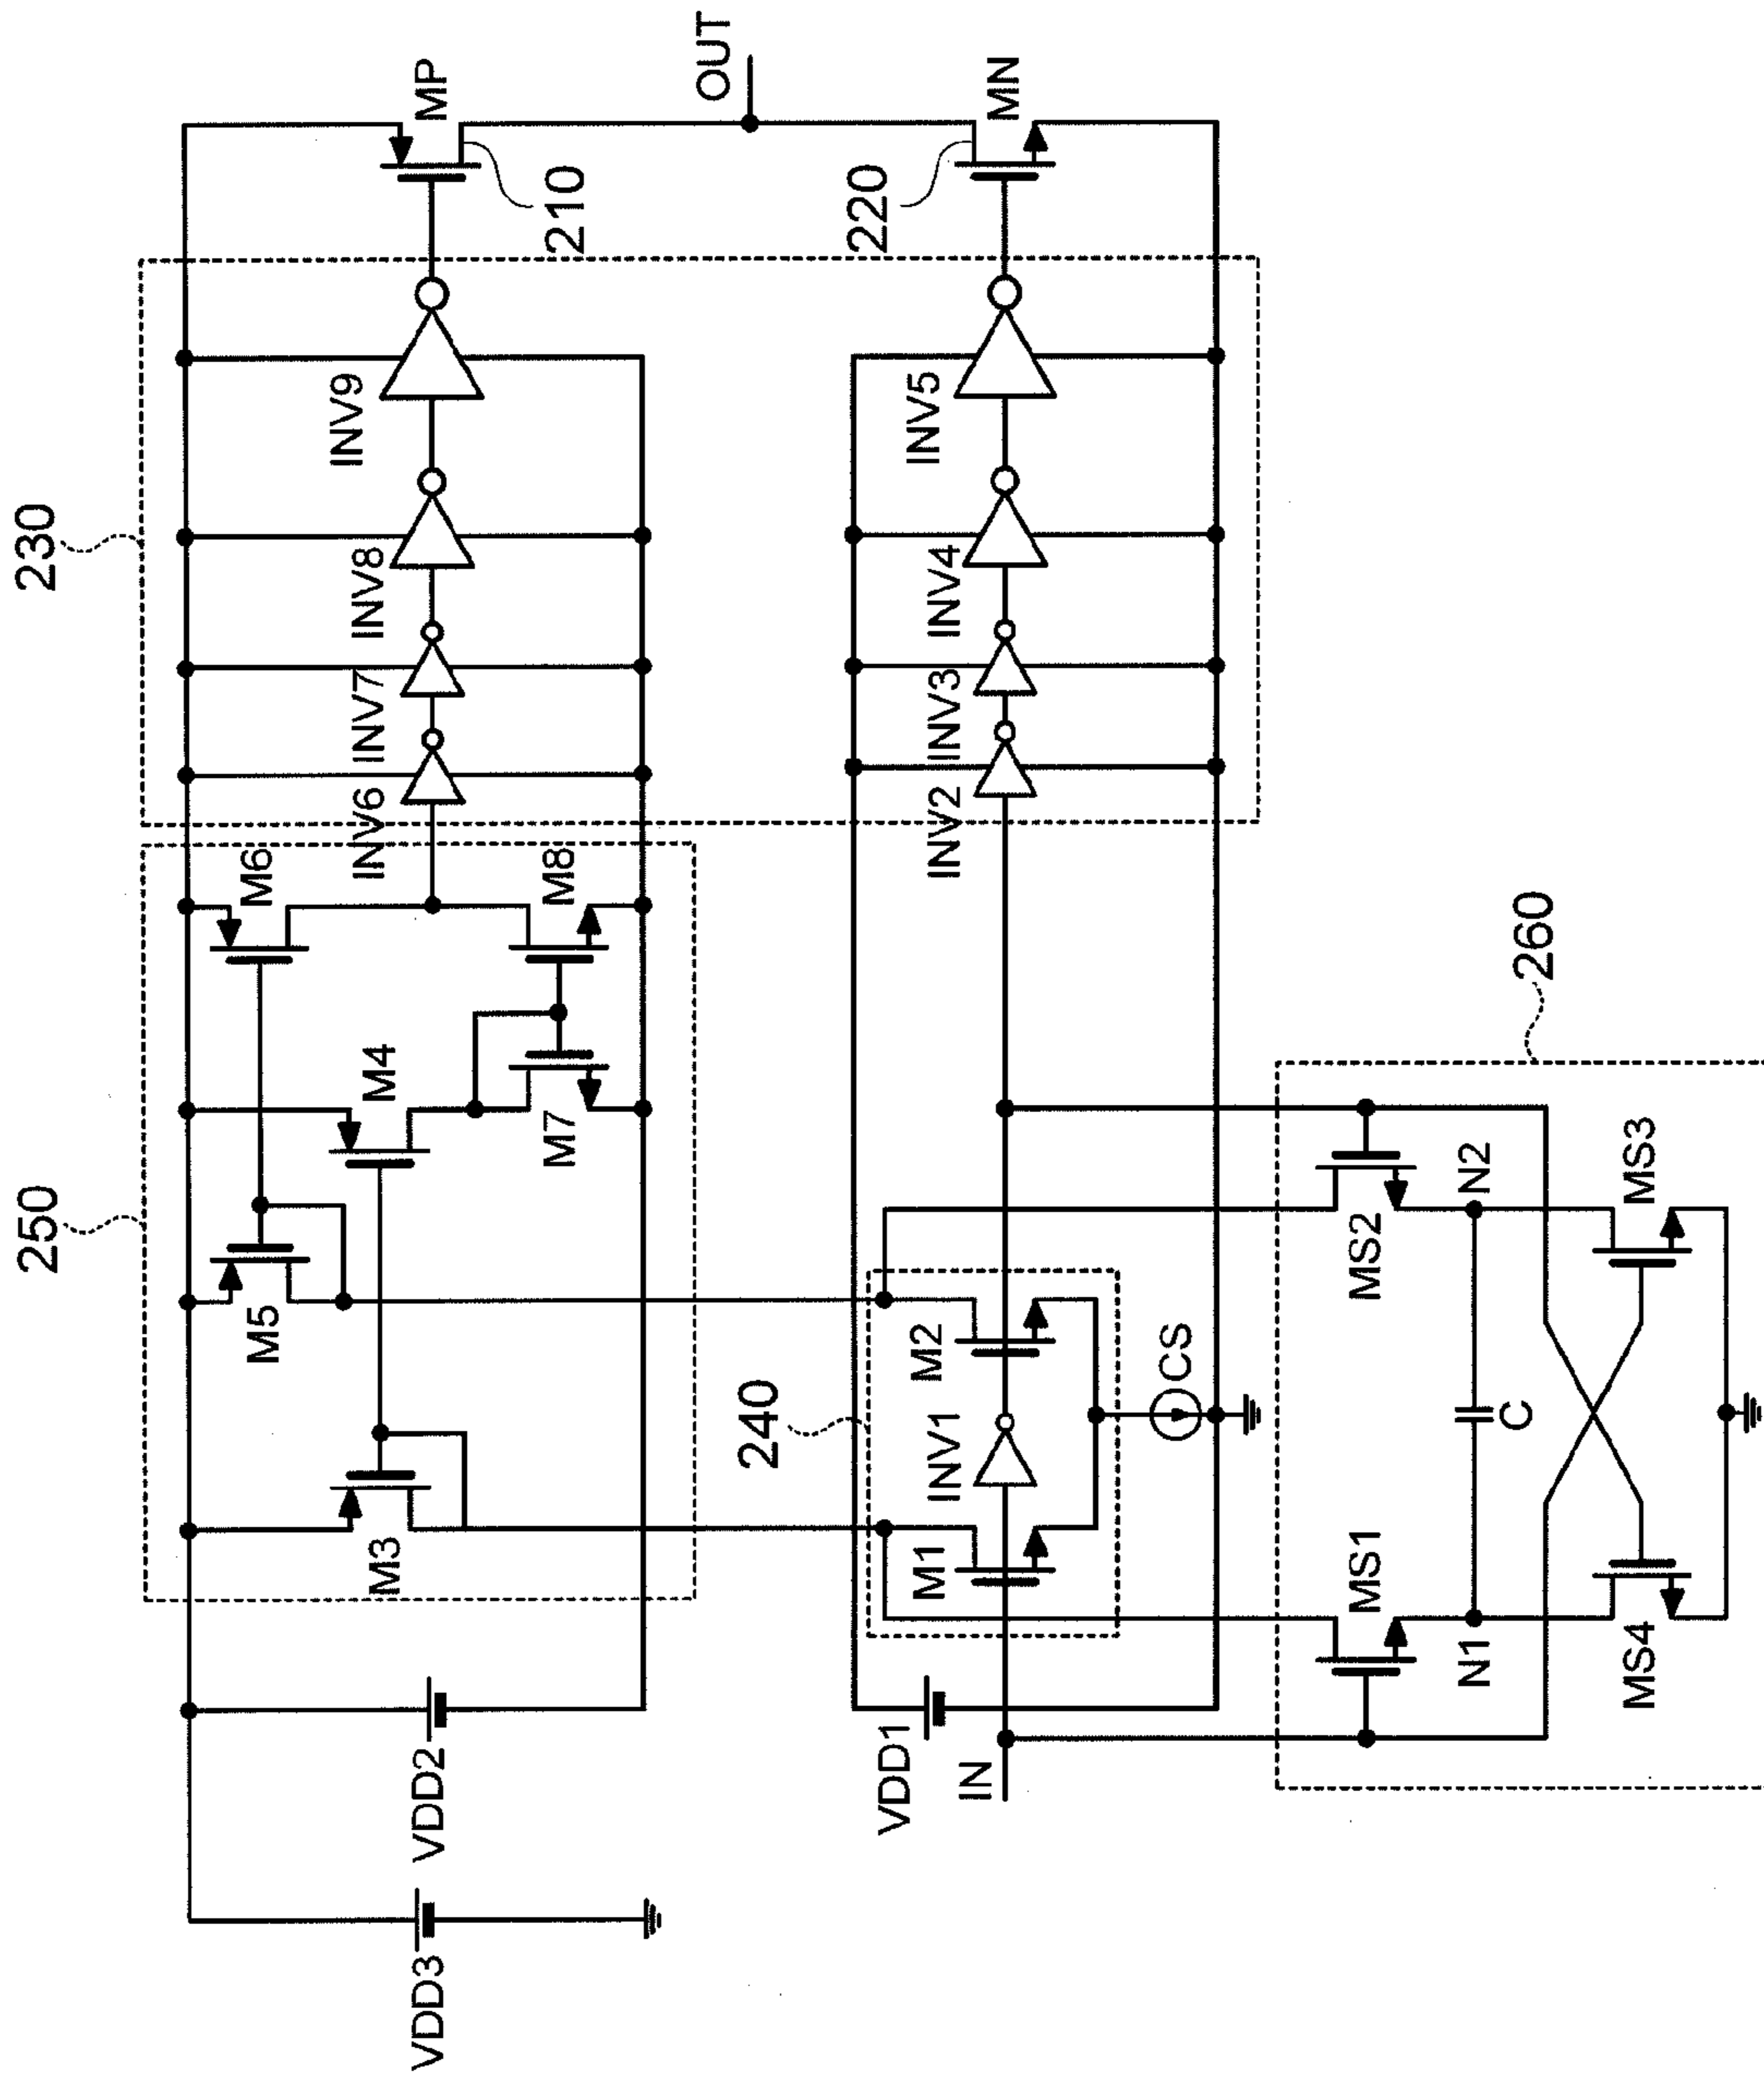 230
250
MP
210
OUT
220
MN
INV9
INV8
INV7
INV6
INV5
INV4
INV3
INV2
M6
M8
M4
M7
M5
M3
240
M2
INV1
M1
CS
260
MS2
N2
MS3
C
MS1
N1
MS4
VDD3
VDD2
VDD1
IN